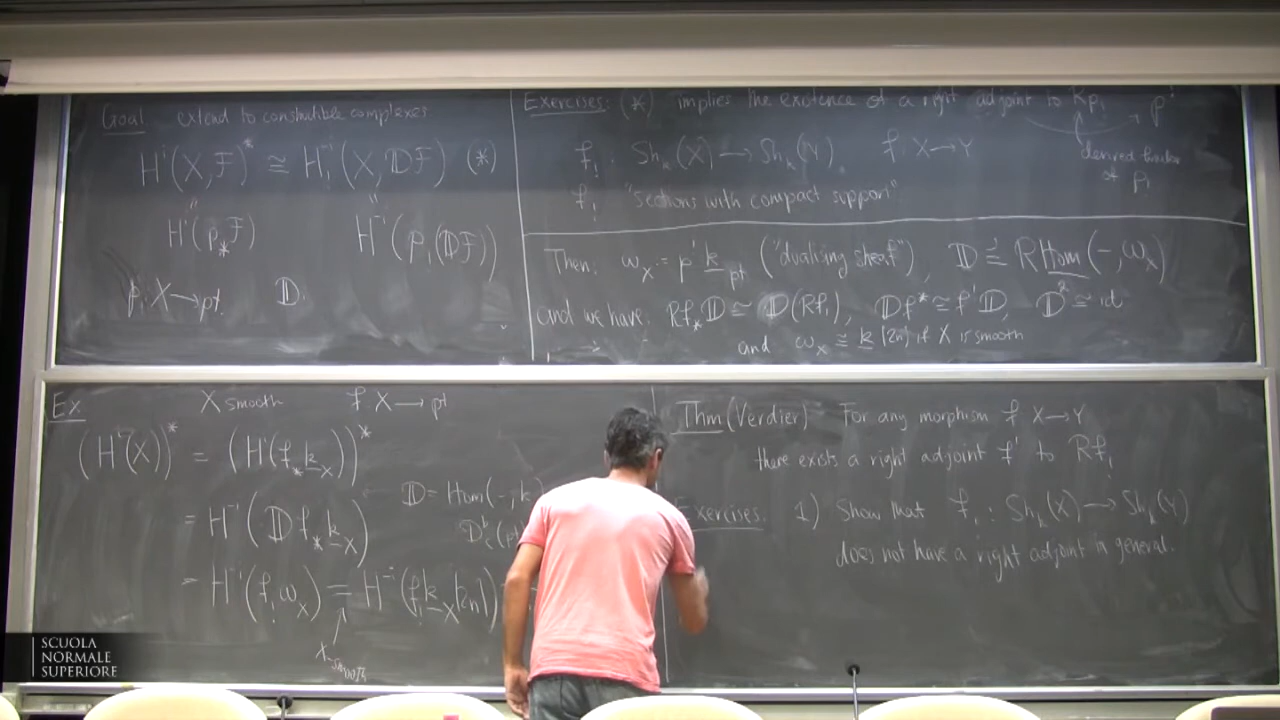 Goal extend to constructible complexes
H^i(X,F)^* ≅ H_!^{-i}(X,𝔻F) (*)
H^i(p_*F) H^{-i}(p_!(𝔻F))
p: X → pt. 𝔻.
Exercises: (*) implies the existence of a right adjoint to Rp_! p^!
derived functor
of p_!
f_! : Sh_k(X) → Sh_k(Y), f: X → Y
f_! "sections with compact support"
Then: ω_X := p^! k_pt ("dualising sheaf"), 𝔻 := RHom(-, ω_X)
and we have: Rf_* 𝔻 ≅ 𝔻(Rf_!), 𝔻f^* ≅ f^!𝔻, 𝔻^2 ≅ id
and ω_X ≅ k[2n] if X is smooth
Ex X smooth f X → pt
(H^i(X))^* = (H^i(f_* k_X))^*
𝔻 = Hom(-, k)
= H^{-i}(𝔻 f_* k_X)
= H^{-i}(f_! ω_X) = H^{-i}(f_! k_X[2n])
X smooth
Thm (Verdier) For any morphism f X → Y
there exists a right adjoint f^! to Rf_!
Exercises. 1) Show that f_! : Sh_k(X) → Sh_k(Y)
does not have a right adjoint in general.
SCUOLA
NORMALE
SUPERIORE